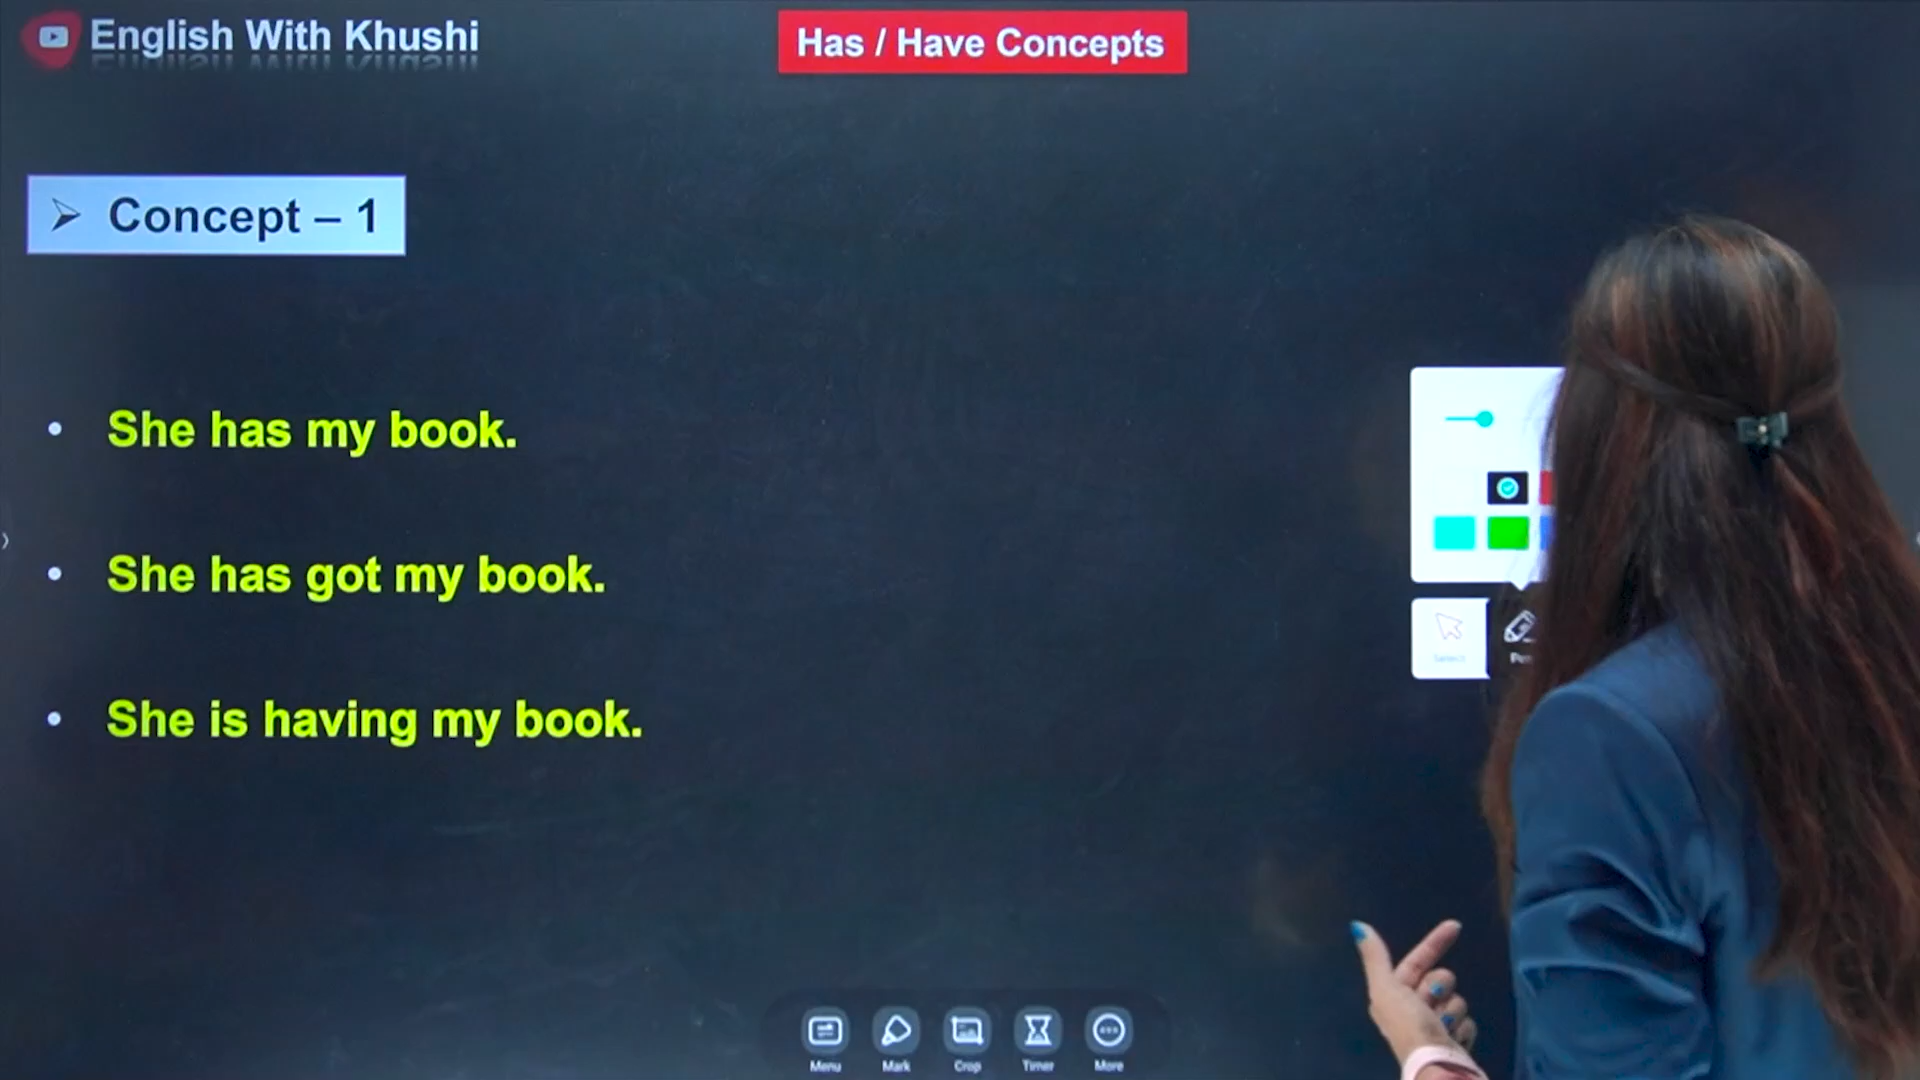 English With Khushi
Has / Have Concepts
➢ Concept – 1
• She has my book.
• She has got my book.
• She is having my book.
Select
Menu
Mark
Crop
Timer
More